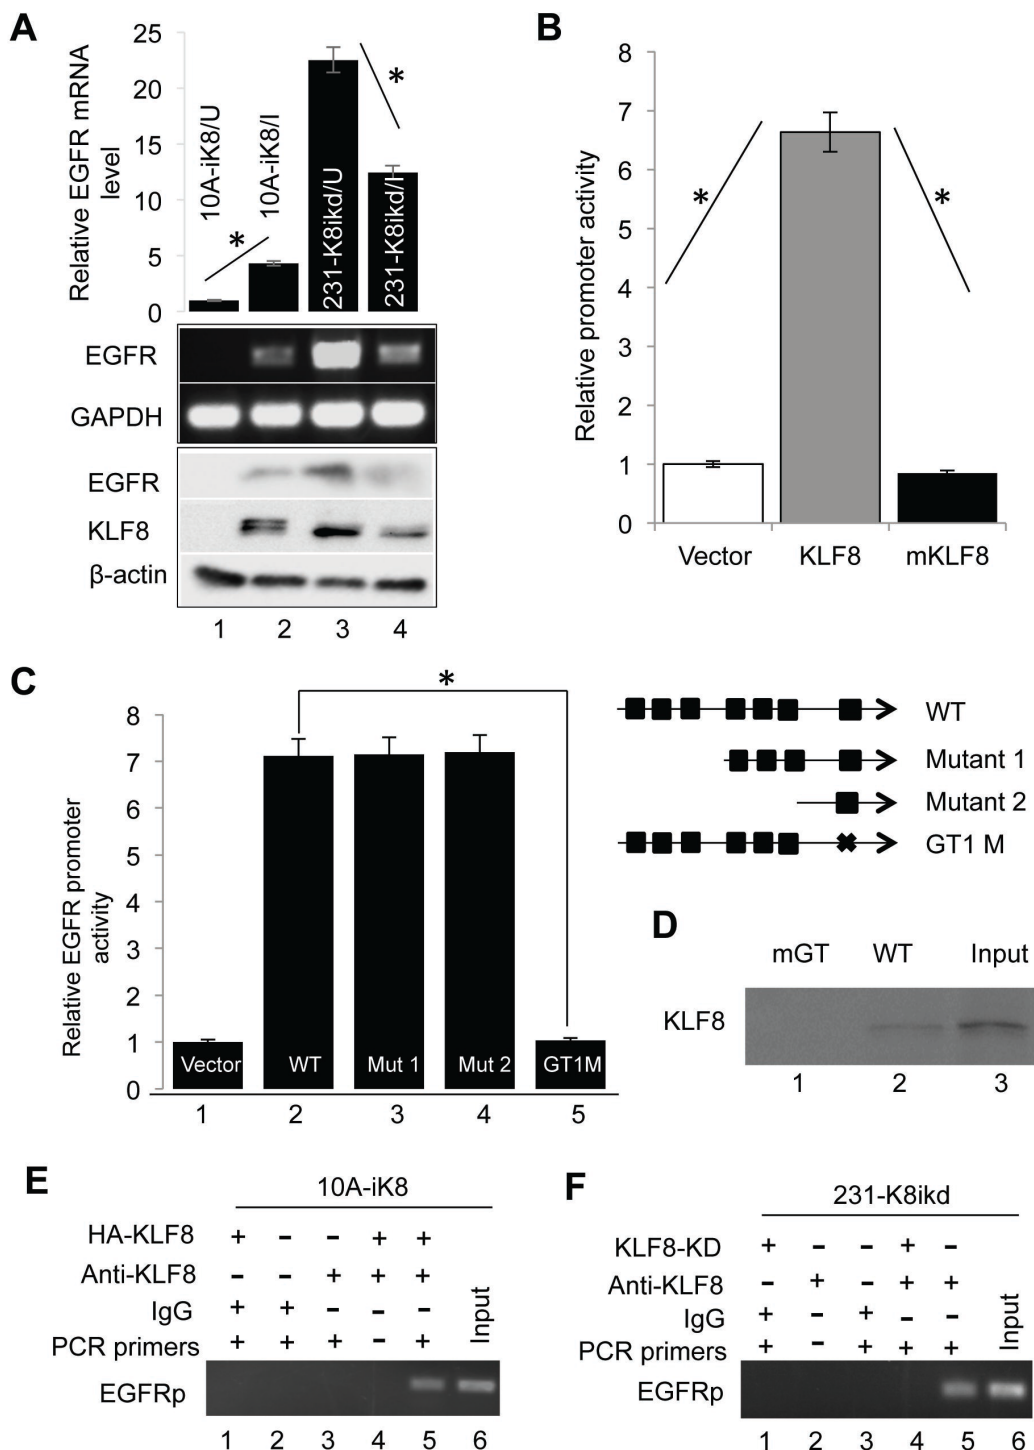 A
Relative EGFR mRNA
level
25
20
15
10
5
0
10A-iK8/U
10A-iK8/I
231-K8ikd/U
231-K8ikd/I
*
*
EGFR
GAPDH
EGFR
KLF8
β-actin
1 2 3 4
B
Relative promoter activity
8
7
6
5
4
3
2
1
0
*
*
Vector KLF8 mKLF8
C
Relative EGFR promoter
activity
8
7
6
5
4
3
2
1
0
*
Vector WT Mut 1 Mut 2 GT1M
1 2 3 4 5
WT
Mutant 1
Mutant 2
GT1 M
D
mGT WT Input
KLF8
1 2 3
E
10A-iK8
HA-KLF8 + - - + +
Anti-KLF8 - - + + +
IgG + + - - -
PCR primers + + + - +
Input
EGFRp
1 2 3 4 5 6
F
231-K8ikd
KLF8-KD + - - + -
Anti-KLF8 - + - + +
IgG + - + - -
PCR primers + - + + +
Input
EGFRp
1 2 3 4 5 6